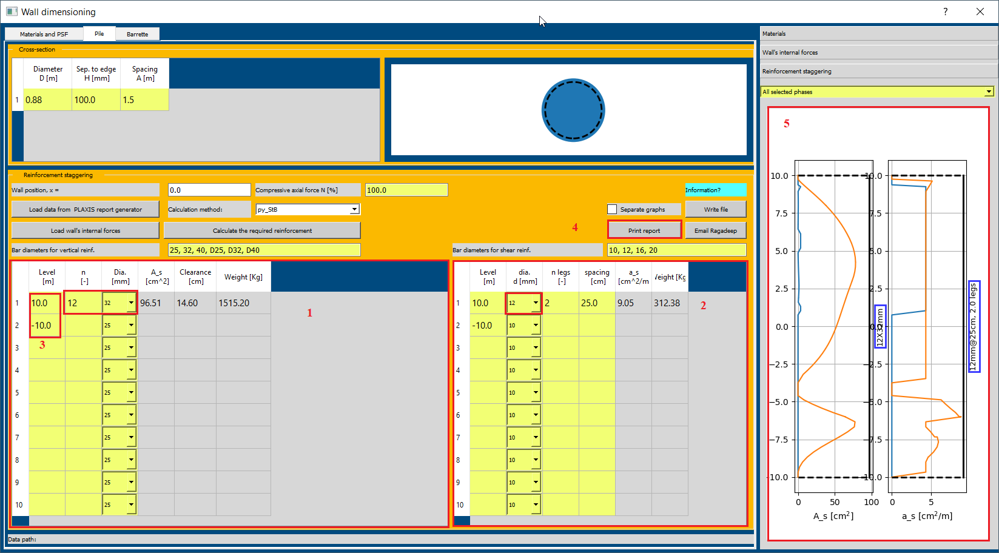 Wall dimensioning
?
Materials and PSF
Pile
Barrette
Cross-section
Diameter
D [m]
Sep. to edge
H [mm]
Spacing
A [m]
1
0.88
100.0
1.5
Reinforcement staggering
Wall position, x =
0.0
Compressive axial force N [%]
100.0
Information?
Load data from PLAXIS report generator
Calculation method:
py_StB
Separate graphs
Write file
Load wall's internal forces
Calculate the required reinforcement
4
Print report
Email Ragadeep
Bar diameters for vertical reinf.
25, 32, 40, D25, D32, D40
Bar diameters for shear reinf.
10, 12, 16, 20
Level
[m]
n
[-]
Dia.
[mm]
A_s
[cm^2]
Clearance
[cm]
Weight [Kg]
1
10.0
12
32
96.51
14.60
1515.20
1
2
-10.0
25
3
3
25
4
25
5
25
6
25
7
25
8
25
9
25
10
25
Level
[m]
dia.
d [mm]
n legs
[-]
spacing
[cm]
a_s
[cm^2/m
/eight [Kg
1
10.0
12
2
25.0
9.05
312.38
2
2
-10.0
10
3
10
4
10
5
10
6
10
7
10
8
10
9
10
10
10
Data path:
Materials
Wall's internal forces
Reinforcement staggering
All selected phases
5
10.0
7.5
5.0
2.5
0.0
−2.5
−5.0
−7.5
−10.0
0
50
100
A_s [cm²]
12X32mm
10.0
7.5
5.0
2.5
0.0
−2.5
−5.0
−7.5
−10.0
0
5
a_s [cm²/m]
12mm@25cm, 2.0 legs